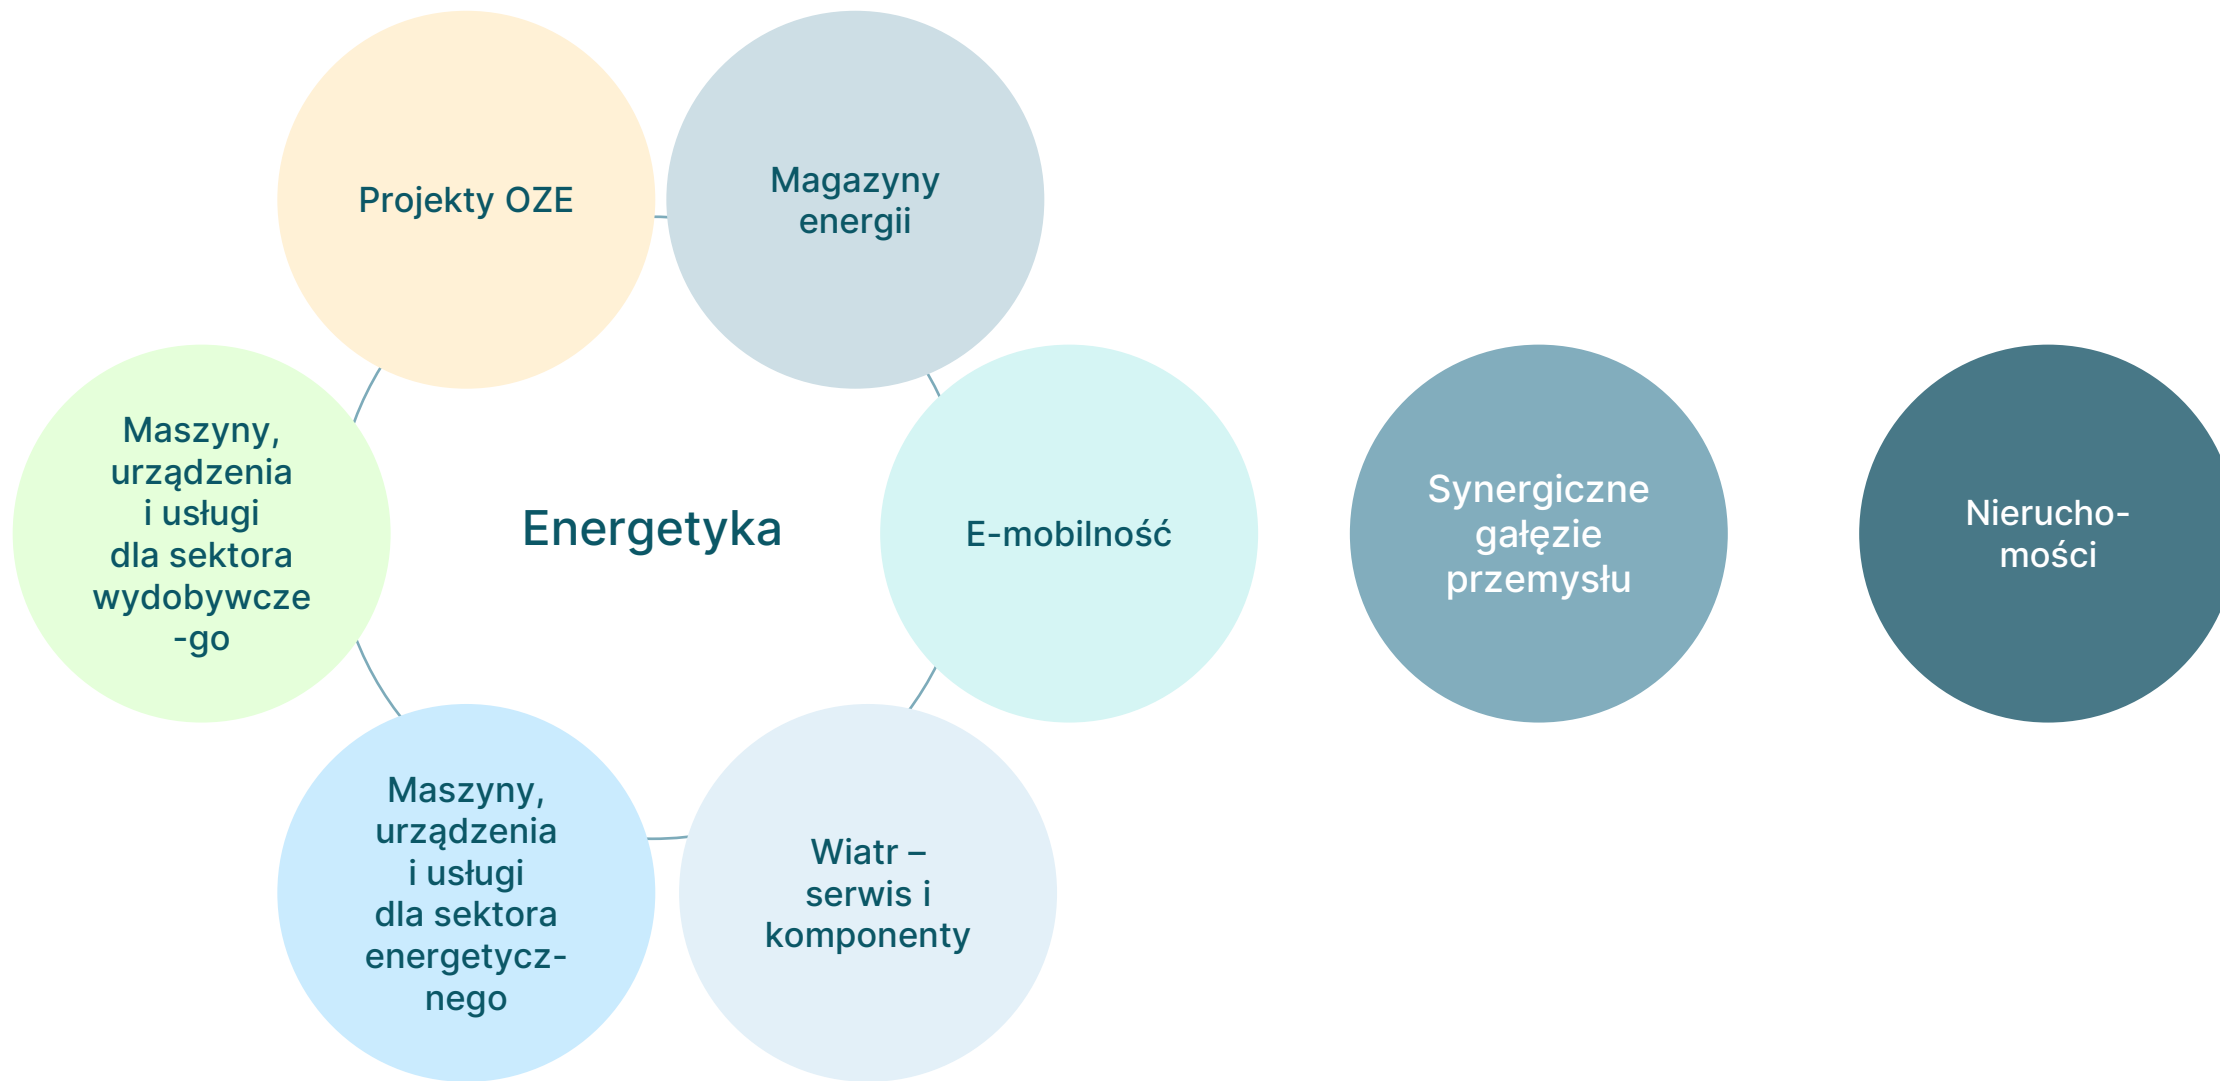 Projekty OZE
Magazyny
energii
Maszyny,
urządzenia
i usługi
dla sektora
wydobywcze
-go
Energetyka
E-mobilność
Synergiczne
gałęzie
przemysłu
Nierucho-
mości
Maszyny,
urządzenia
i usługi
dla sektora
energetycz-
nego
Wiatr –
serwis i
komponenty